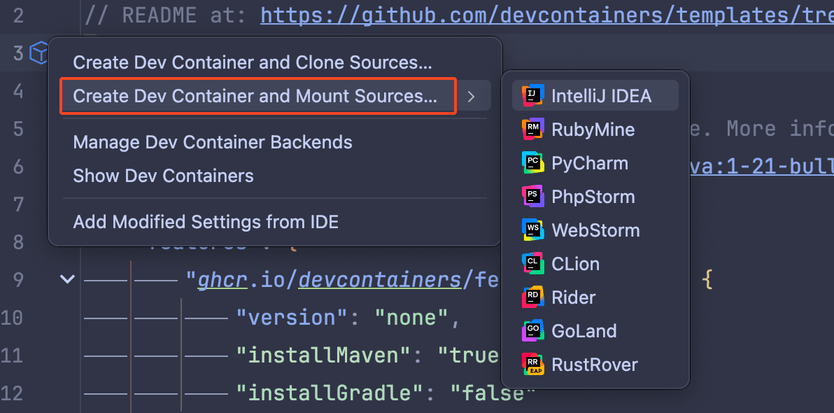 2 // README at: https://github.com/devcontainers/templates/tre
3
Create Dev Container and Clone Sources...
4 Create Dev Container and Mount Sources...
IntelliJ IDEA
5 RubyMine e. More info
Manage Dev Container Backends
6 PyCharm va:1-21-bull
Show Dev Containers
7 PhpStorm
Add Modified Settings from IDE
WebStorm
8 "features": {
CLion
9 "ghcr.io/devcontainers/fe {
Rider
10 "version": "none",
GoLand
11 "installMaven": "true
RustRover
12 "installGradle": "false"
IJ
RM
PC
PS
WS
CL
RD
GO
RR
EAP